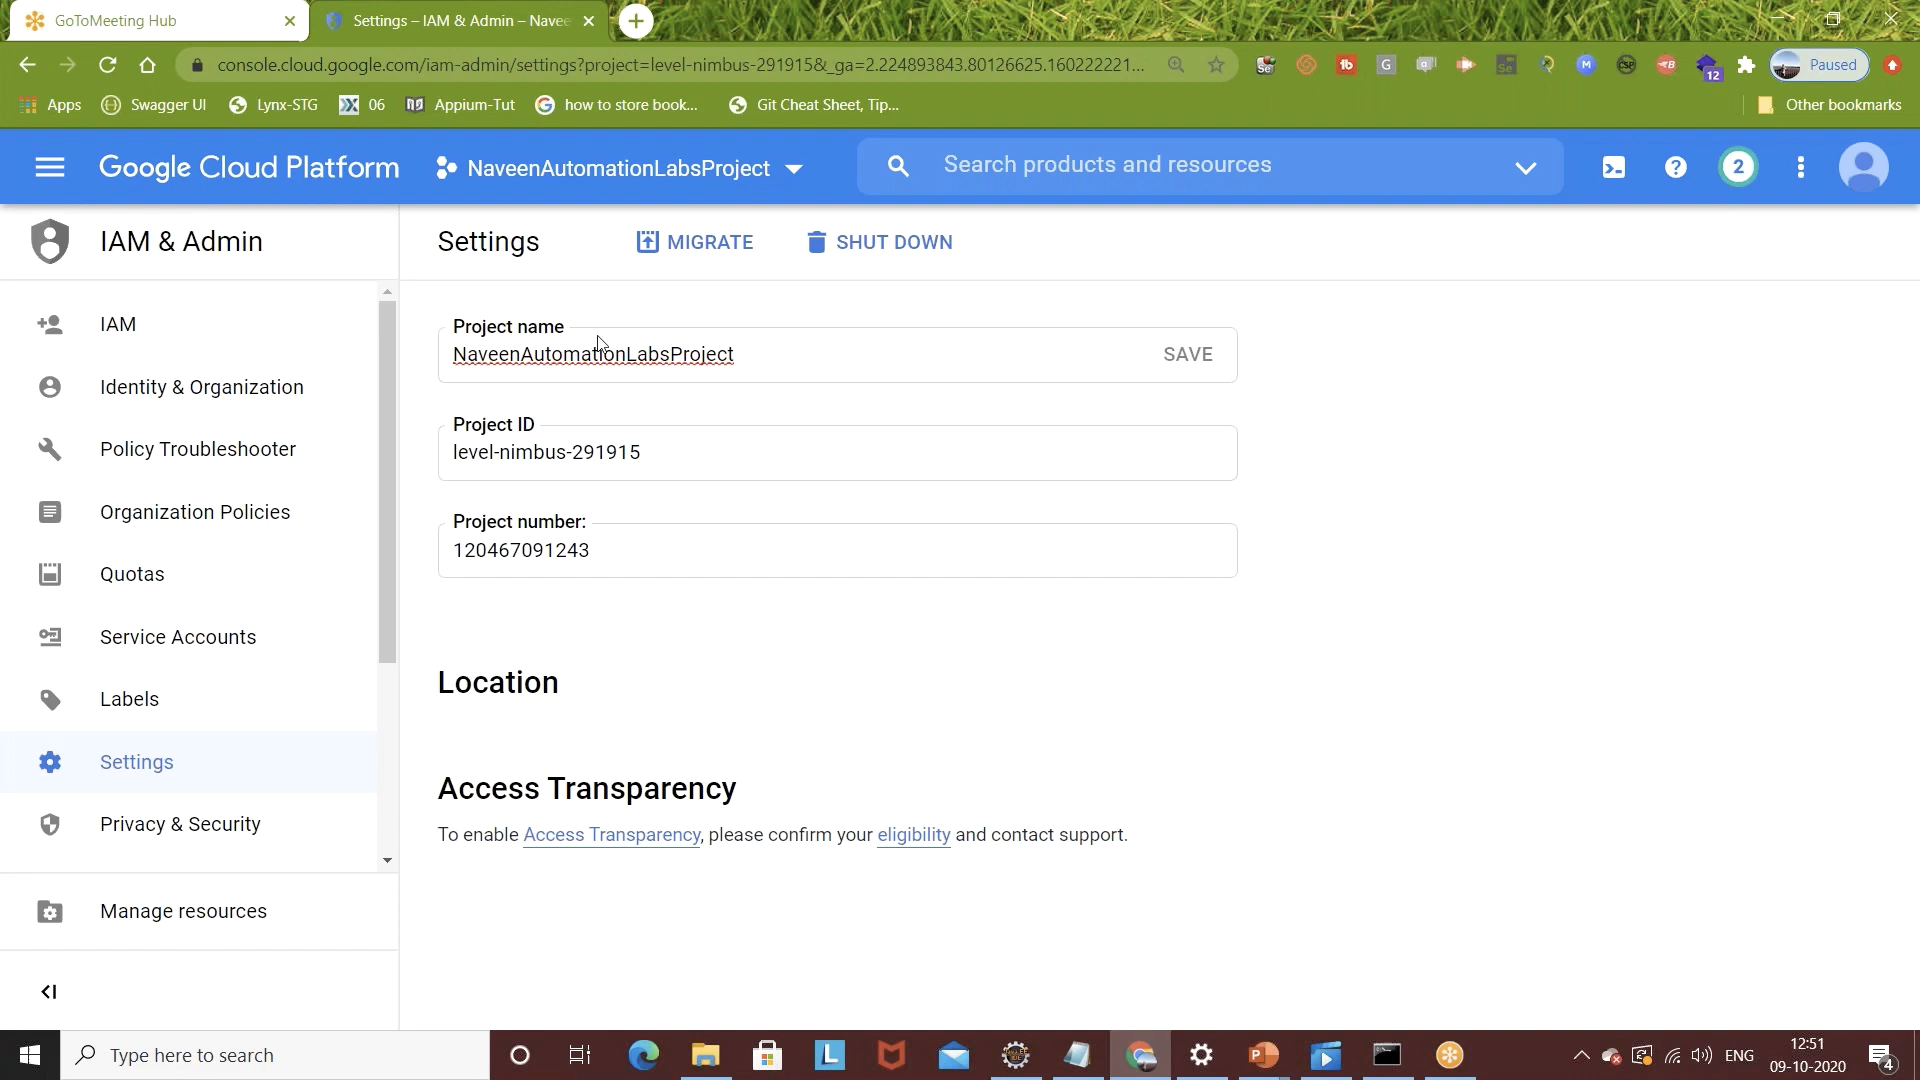 GoToMeeting Hub
Settings – IAM & Admin – Navee
console.cloud.google.com/iam-admin/settings?project=level-nimbus-291915&_ga=2.224893843.80126625.160222221...
Paused
12
Apps
Swagger UI
Lynx-STG
06
Appium-Tut
how to store book...
Git Cheat Sheet, Tip...
Other bookmarks
Google Cloud Platform
NaveenAutomationLabsProject
Search products and resources
2
IAM & Admin
Settings
MIGRATE
SHUT DOWN
IAM
Identity & Organization
Policy Troubleshooter
Organization Policies
Quotas
Service Accounts
Labels
Settings
Privacy & Security
Manage resources
Project name
NaveenAutomationLabsProject
SAVE
Project ID
level-nimbus-291915
Project number:
120467091243
Location
Access Transparency
To enable Access Transparency, please confirm your eligibility and contact support.
Type here to search
ENG
12:51
09-10-2020
4